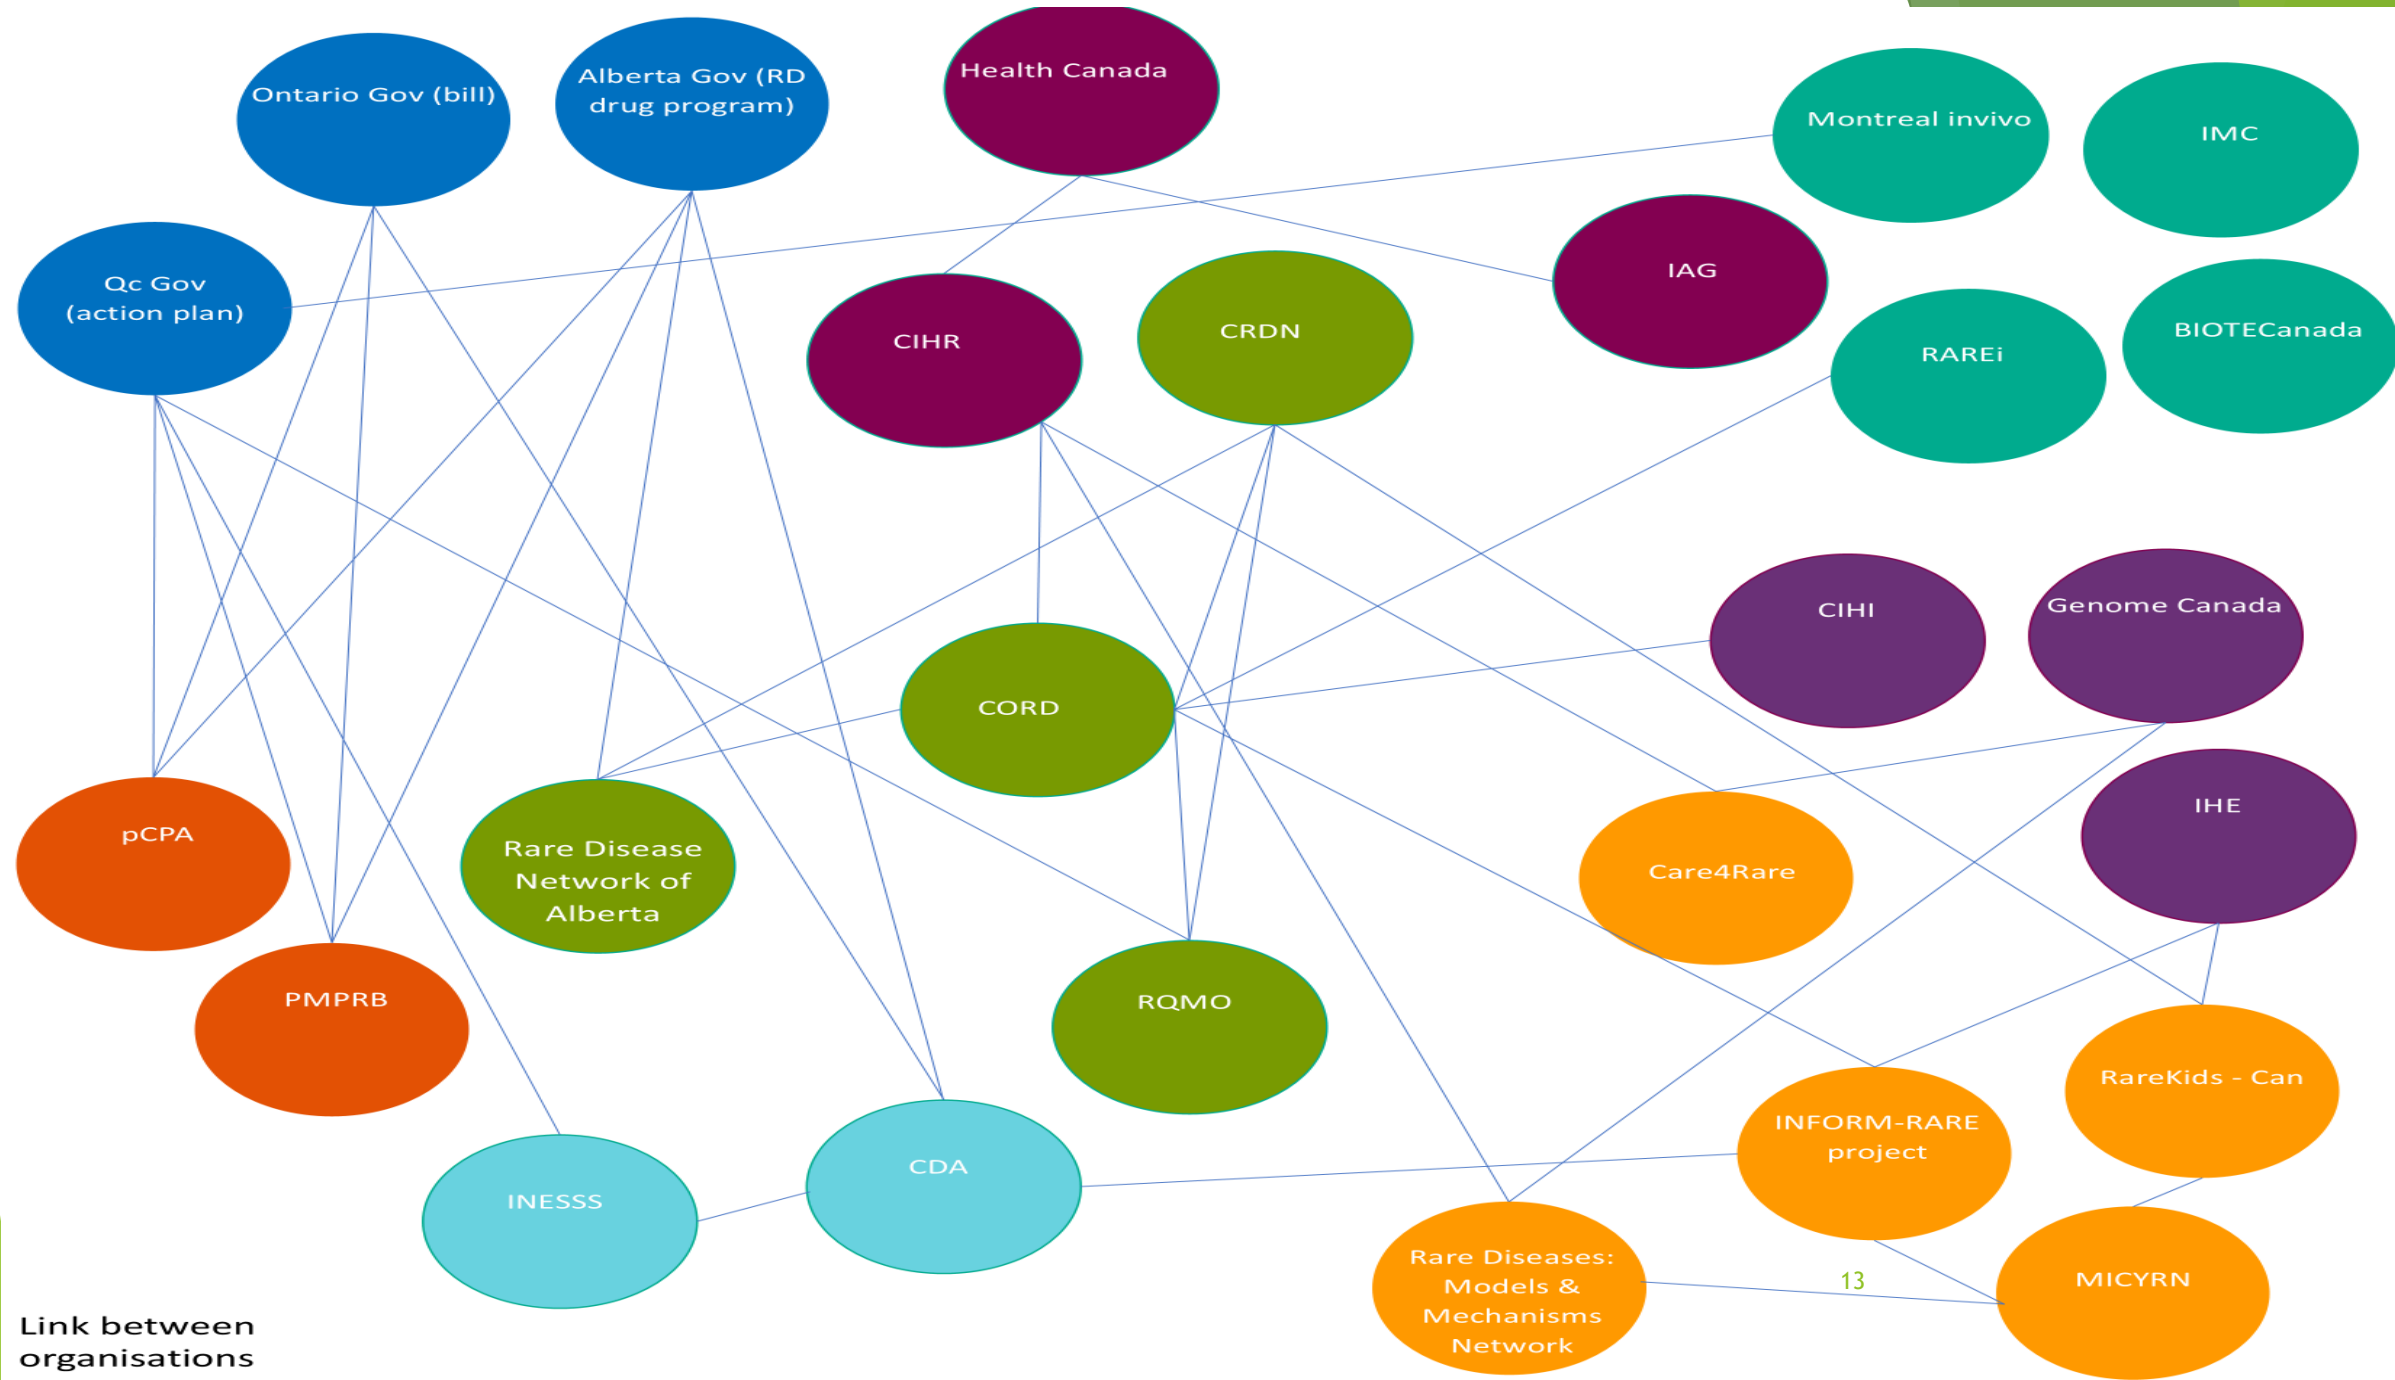 Health Canada
Alberta Gov (RD
drug program)
Ontario Gov (bill)
Montreal invivo
IMC
Qc Gov
(action plan)
IAG
CIHR
CRDN
RAREi
BIOTECanada
CIHI
Genome Canada
CORD
IHE
pCPA
Rare Disease
Network of
Alberta
Care4Rare
PMPRB
RQMO
RareKids - Can
INFORM-RARE
project
CDA
INESSS
Rare Diseases:
Models &
Mechanisms
Network
13
MICYRN
Link between
organisations